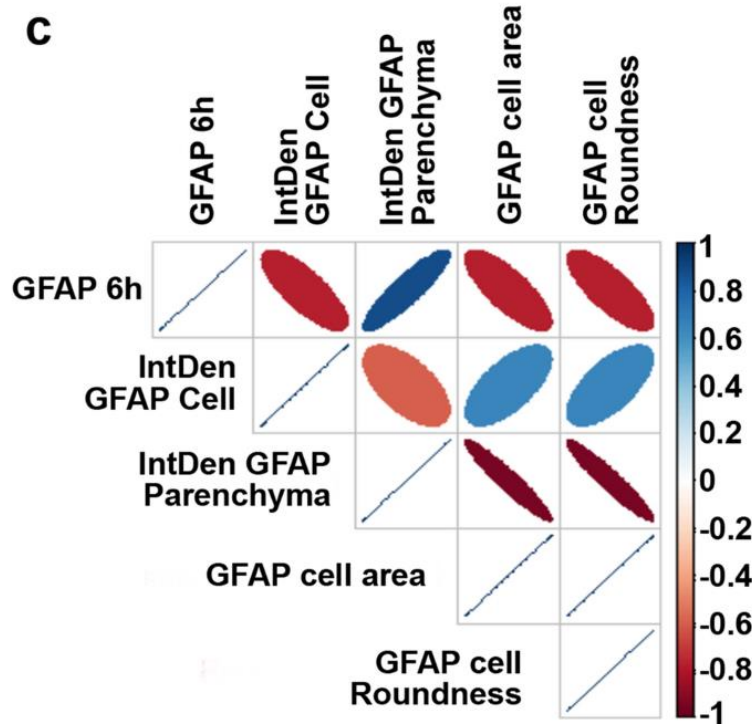 C
GFAP 6h
IntDen
GFAP Cell
IntDen GFAP
Parenchyma
GFAP cell area
GFAP cell
Roundness
GFAP 6h
IntDen
GFAP Cell
IntDen GFAP
Parenchyma
GFAP cell area
GFAP cell
Roundness
1
0.8
0.6
0.4
0.2
0
-0.2
-0.4
-0.6
-0.8
-1